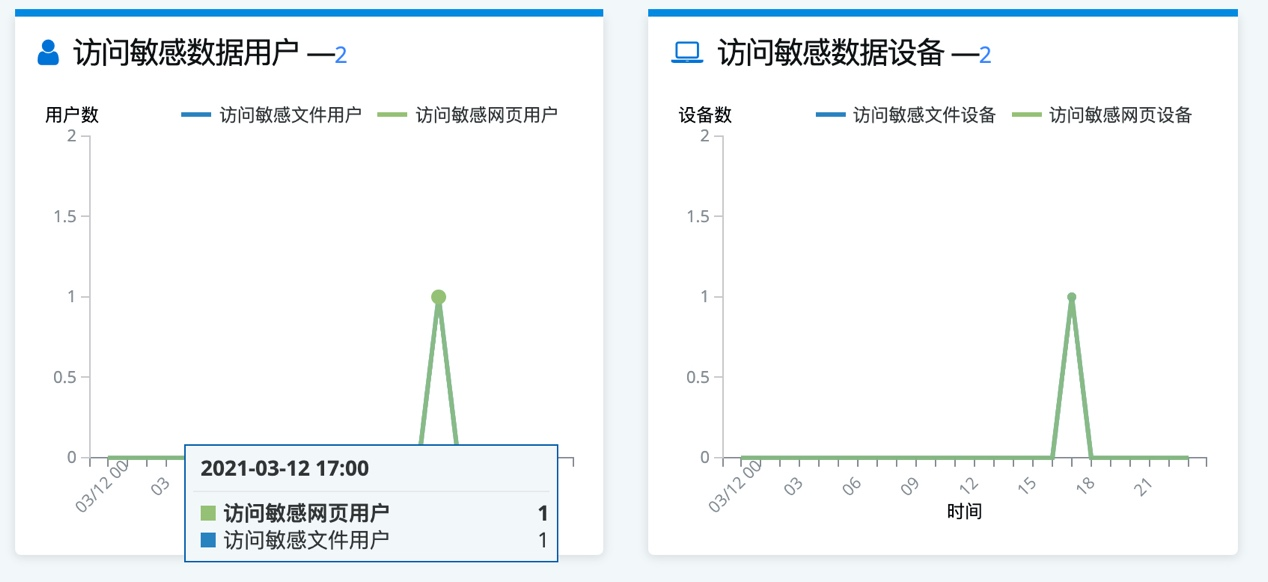 访问敏感数据用户 —2
用户数
访问敏感文件用户 访问敏感网页用户
2
1.5
1
0.5
0
03/12 00 03
2021-03-12 17:00
访问敏感网页用户 1
访问敏感文件用户 1
访问敏感数据设备 —2
设备数
访问敏感文件设备 访问敏感网页设备
2
1.5
1
0.5
0
03/12 00 03 06 09 12 15 18 21
时间